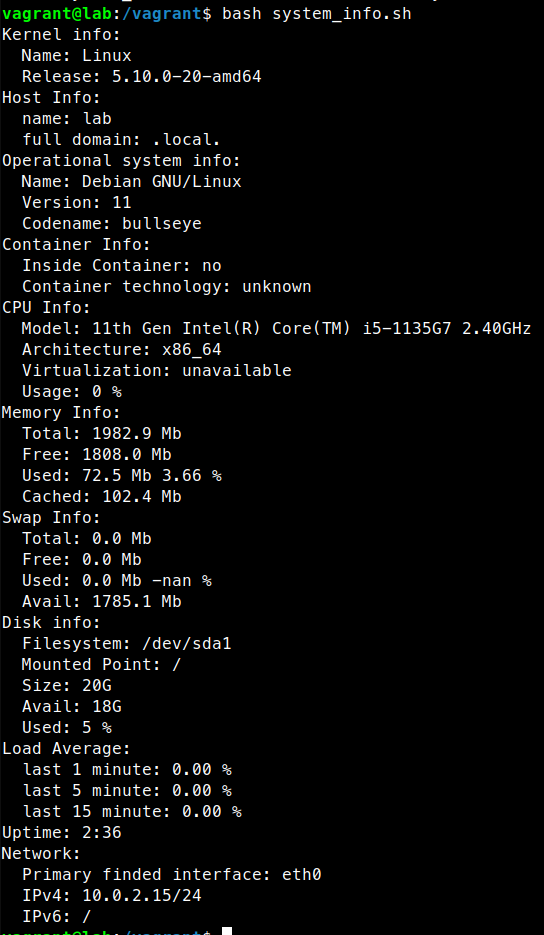 vagrant@lab:/vagrant$ bash system_info.sh
Kernel info:
  Name: Linux
  Release: 5.10.0-20-amd64
Host Info:
  name: lab
  full domain: .local.
Operational system info:
  Name: Debian GNU/Linux
  Version: 11
  Codename: bullseye
Container Info:
  Inside Container: no
  Container technology: unknown
CPU Info:
  Model: 11th Gen Intel(R) Core(TM) i5-1135G7 2.40GHz
  Architecture: x86_64
  Virtualization: unavailable
  Usage: 0 %
Memory Info:
  Total: 1982.9 Mb
  Free: 1808.0 Mb
  Used: 72.5 Mb 3.66 %
  Cached: 102.4 Mb
Swap Info:
  Total: 0.0 Mb
  Free: 0.0 Mb
  Used: 0.0 Mb -nan %
  Avail: 1785.1 Mb
Disk info:
  Filesystem: /dev/sda1
  Mounted Point: /
  Size: 20G
  Avail: 18G
  Used: 5 %
Load Average:
  last 1 minute: 0.00 %
  last 5 minute: 0.00 %
  last 15 minute: 0.00 %
Uptime: 2:36
Network:
  Primary finded interface: eth0
  IPv4: 10.0.2.15/24
  IPv6: /
vagrant@lab:/vagrant$